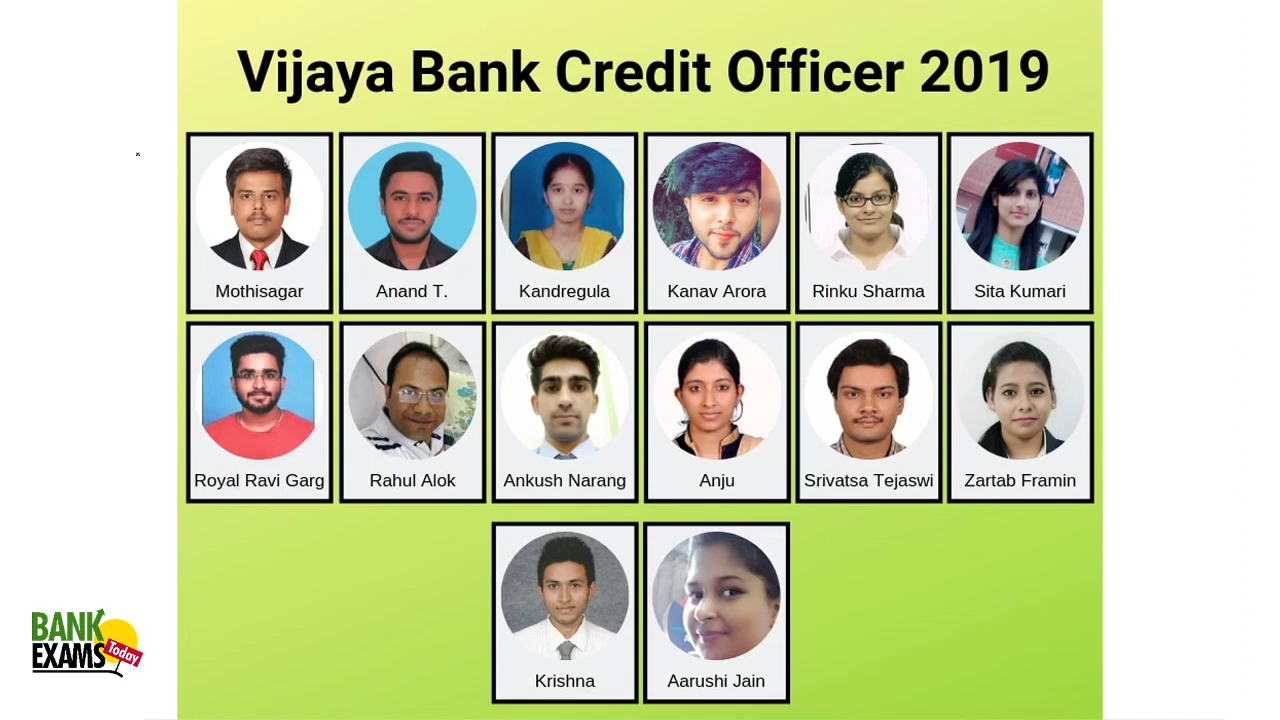 Vijaya Bank Credit Officer 2019
Mothisagar
Anand T.
Kandregula
Kanav Arora
Rinku Sharma
Sita Kumari
Royal Ravi Garg
Rahul Alok
Ankush Narang
Anju
Srivatsa Tejaswi
Zartab Framin
Krishna
Aarushi Jain
BANK
EXAMS
Today